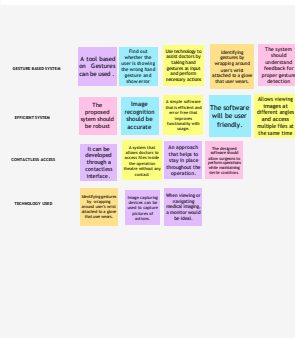 GESTURE BASED SYSTEM
A tool based
on Gestures
can be used .
Find out
whether the
user is showing
the wrong hand
gesture and
show error
Use technology to
assist doctors by
taking hand
gestures as input
and perform
necessary actions
Identifying
gestures by
wrapping around
user's wrist
attached to a glove
that user wears.
The system
should
understand
feedback for
proper gesture
detection
EFFICIENT SYSTEM
The
proposed
sytem should
be robust
Image
recognition
should be
accurate
A simple software
that is efficient and
error free that
improves
functionality with
usage.
The software
will be user
friendly.
Allows viewing
images at
different angles
and access
multiple files at
the same time
CONTACTLESS ACCESS
It can be
developed
through a
contactless
interface.
A system that
allows doctors to
access files inside
the operation
theatre without any
contact
An approach
that helps to
stay in place
throughout the
operation.
The designed
software should
allow surgeons to
perform operations
while maintaining
sterile conditions.
TECHNOLOGY USED
Identifying gestures
by wrapping
around user's wrist
attached to a glove
that user wears.
Image capturing
devices can be
used to capture
pictures of
actions.
When viewing or
navigating
medical imaging,
a monitor would
be ideal.